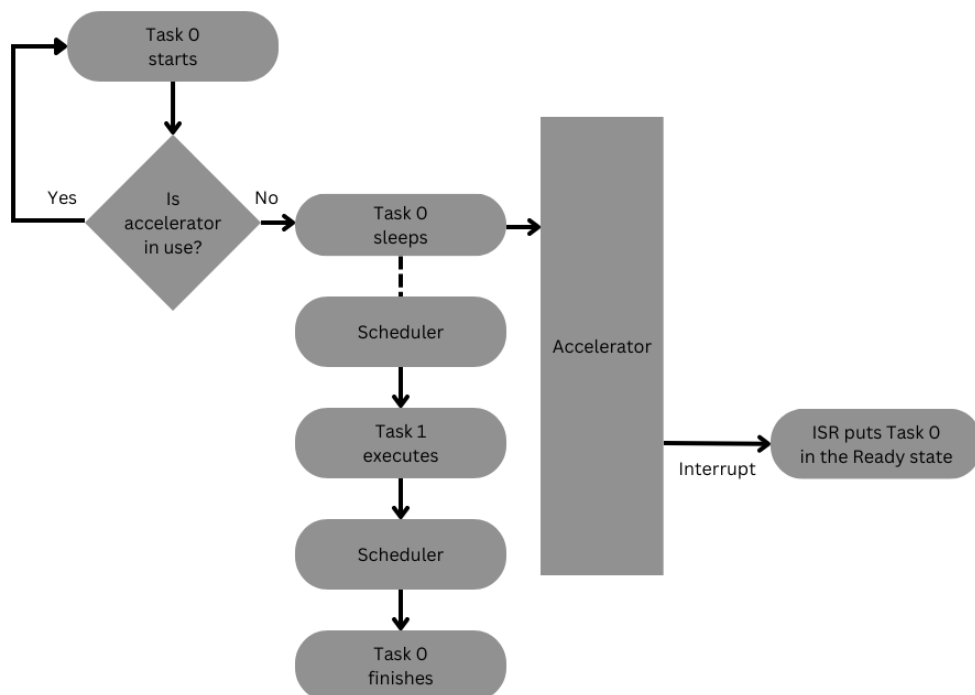 Task 0
starts
Is
accelerator
in use?
Yes
No
Task 0
sleeps
Scheduler
Task 1
executes
Scheduler
Task 0
finishes
Accelerator
Interrupt
ISR puts Task 0
in the Ready state